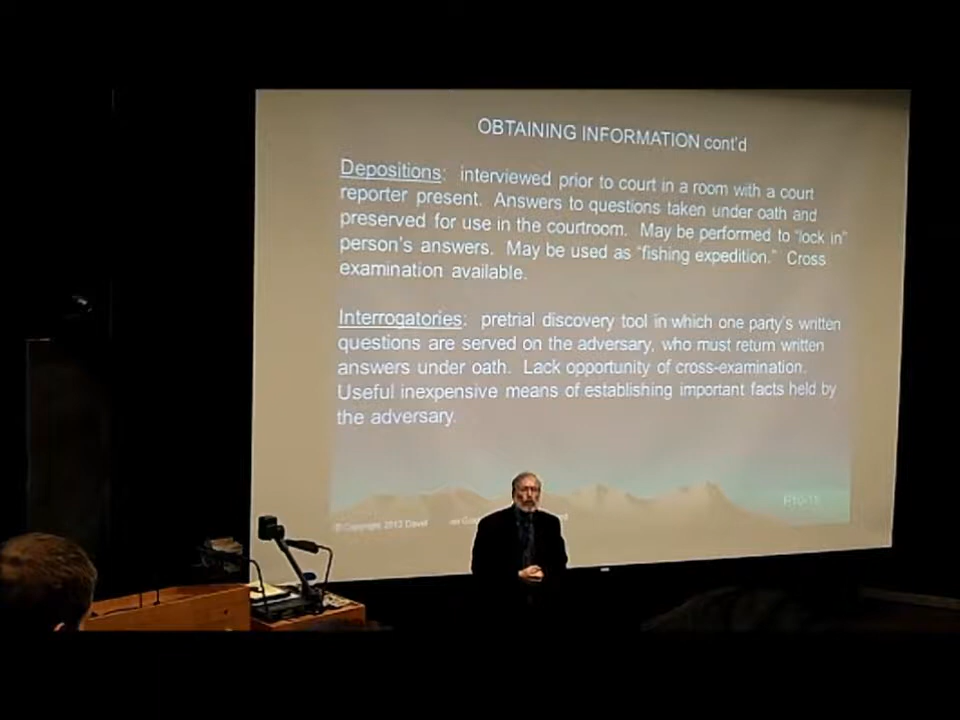 OBTAINING INFORMATION cont'd
Depositions: interviewed prior to court in a room with a court
reporter present. Answers to questions taken under oath and
preserved for use in the courtroom. May be performed to “lock in”
person's answers. May be used as “fishing expedition.” Cross
examination available.
Interrogatories: pretrial discovery tool in which one party's written
questions are served on the adversary, who must return written
answers under oath. Lack opportunity of cross-examination.
Useful inexpensive means of establishing important facts held by
the adversary.
© Copyright 2013 David